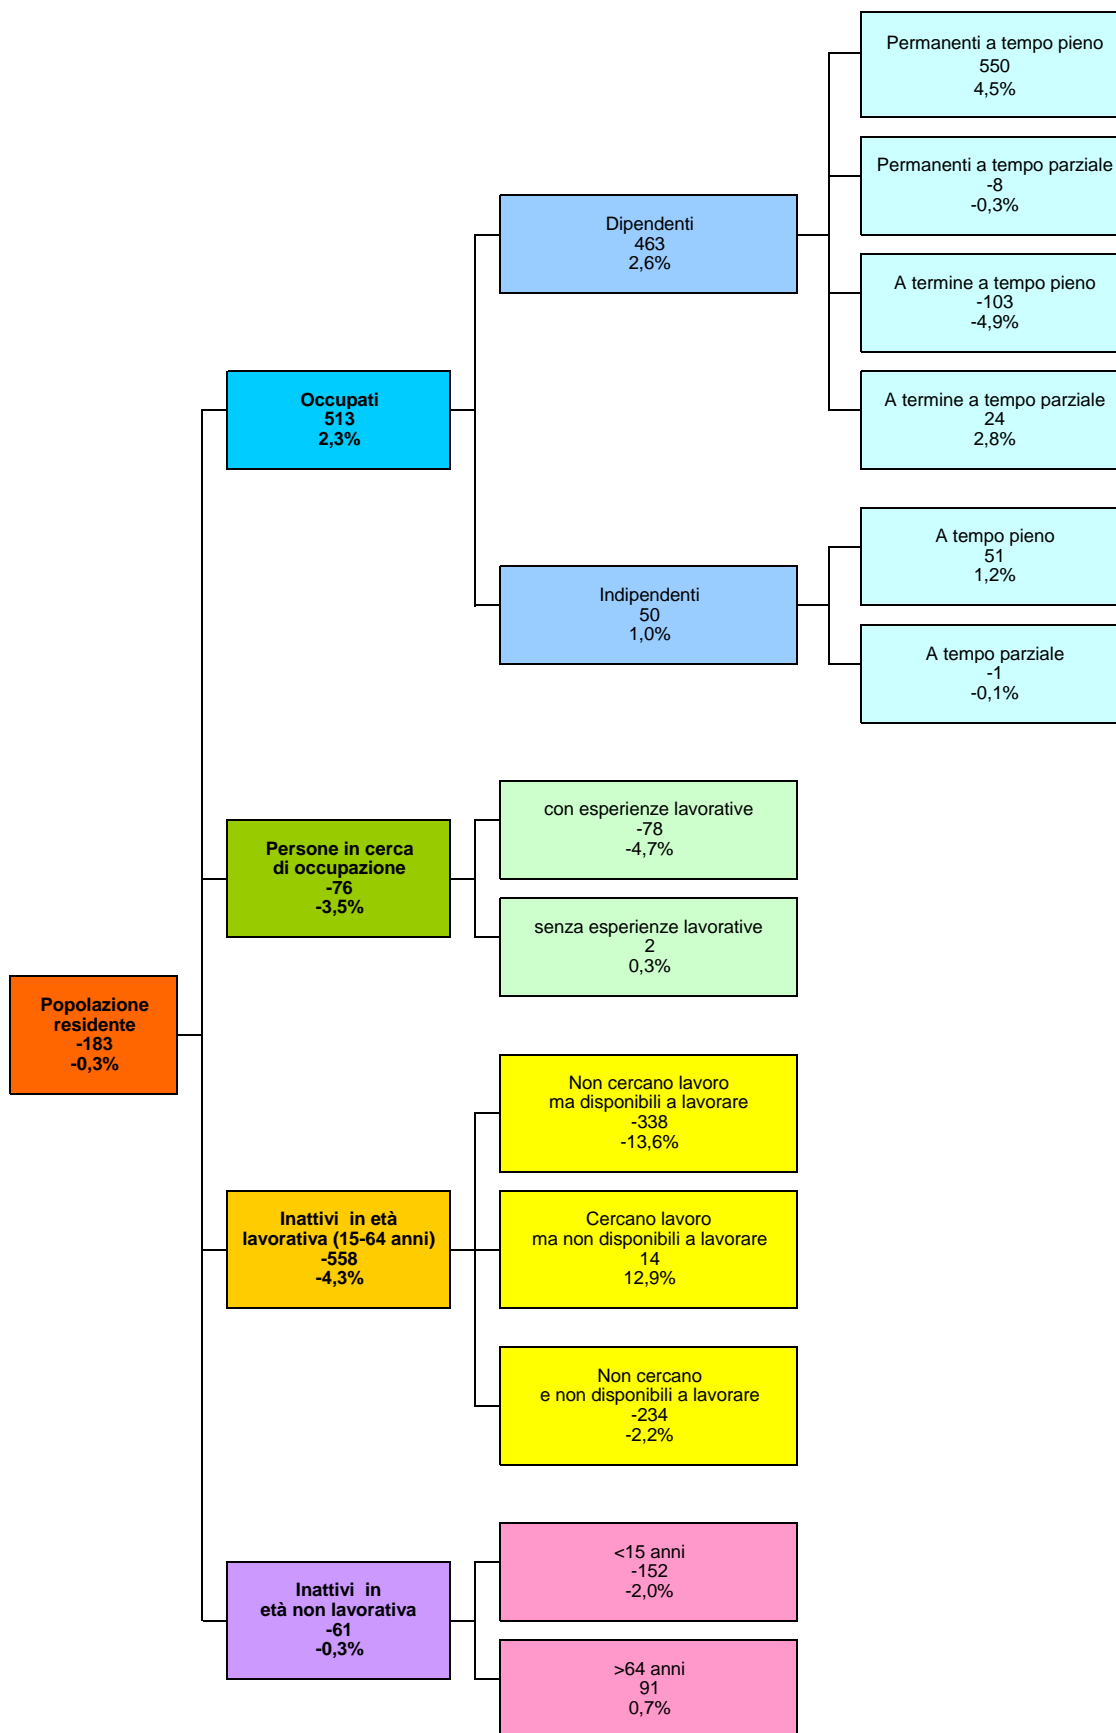 Permanenti a tempo pieno
550
4,5%
Permanenti a tempo parziale
-8
-0,3%
Dipendenti
463
2,6%
A termine a tempo pieno
-103
-4,9%
Occupati
513
2,3%
A termine a tempo parziale
24
2,8%
A tempo pieno
51
1,2%
Indipendenti
50
1,0%
A tempo parziale
-1
-0,1%
con esperienze lavorative
-78
-4,7%
Persone in cerca
di occupazione
-76
-3,5%
senza esperienze lavorative
2
0,3%
Popolazione
residente
-183
-0,3%
Non cercano lavoro
ma disponibili a lavorare
-338
-13,6%
Inattivi  in età
lavorativa (15-64 anni)
-558
-4,3%
Cercano lavoro
ma non disponibili a lavorare
14
12,9%
Non cercano
e non disponibili a lavorare
-234
-2,2%
<15 anni
-152
-2,0%
Inattivi  in
età non lavorativa
-61
-0,3%
>64 anni
91
0,7%